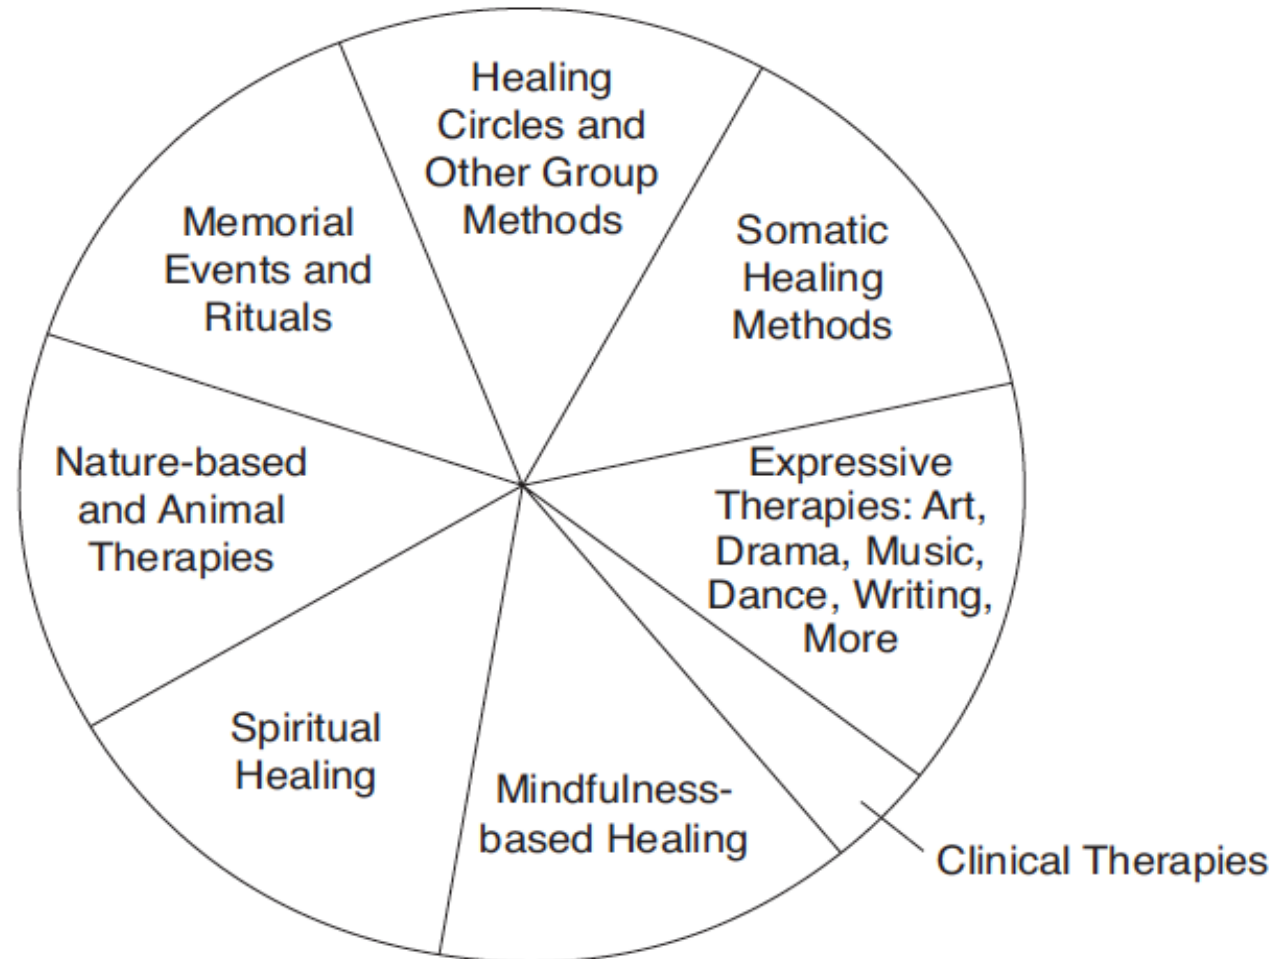 Healing
Circles and
Other Group
Methods
Somatic
Healing
Methods
Expressive
Therapies: Art,
Drama, Music,
Dance, Writing,
More
Clinical Therapies
Mindfulness-
based Healing
Spiritual
Healing
Nature-based
and Animal
Therapies
Memorial
Events and
Rituals